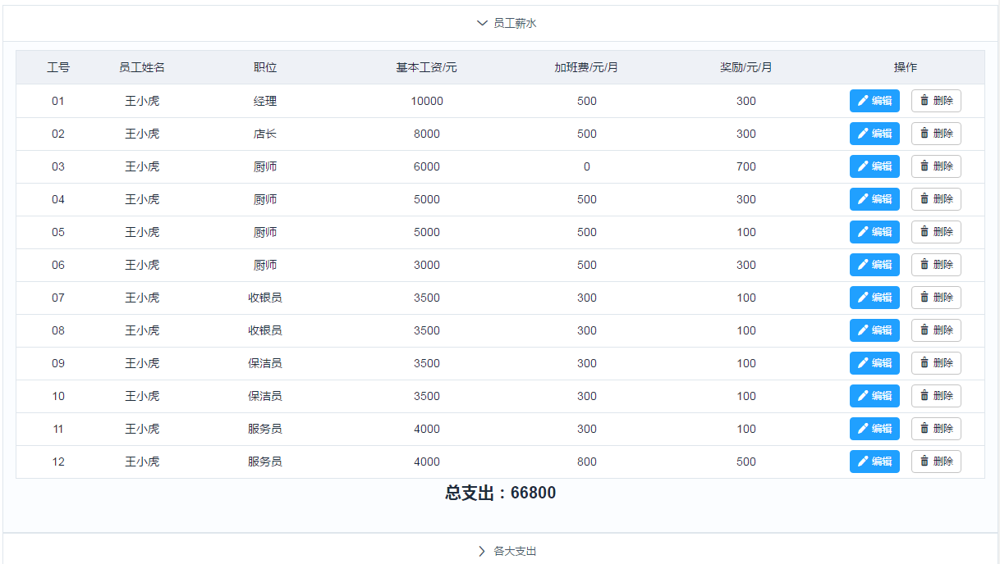 员工薪水
工号 员工姓名 职位 基本工资/元 加班费/元/月 奖励/元/月 操作
01 王小虎 经理 10000 500 300 编辑 删除
02 王小虎 店长 8000 500 300 编辑 删除
03 王小虎 厨师 6000 0 700 编辑 删除
04 王小虎 厨师 5000 500 300 编辑 删除
05 王小虎 厨师 5000 500 100 编辑 删除
06 王小虎 厨师 3000 500 300 编辑 删除
07 王小虎 收银员 3500 300 100 编辑 删除
08 王小虎 收银员 3500 300 100 编辑 删除
09 王小虎 保洁员 3500 300 100 编辑 删除
10 王小虎 保洁员 3500 300 100 编辑 删除
11 王小虎 服务员 4000 300 100 编辑 删除
12 王小虎 服务员 4000 800 500 编辑 删除
总支出：66800
各大支出